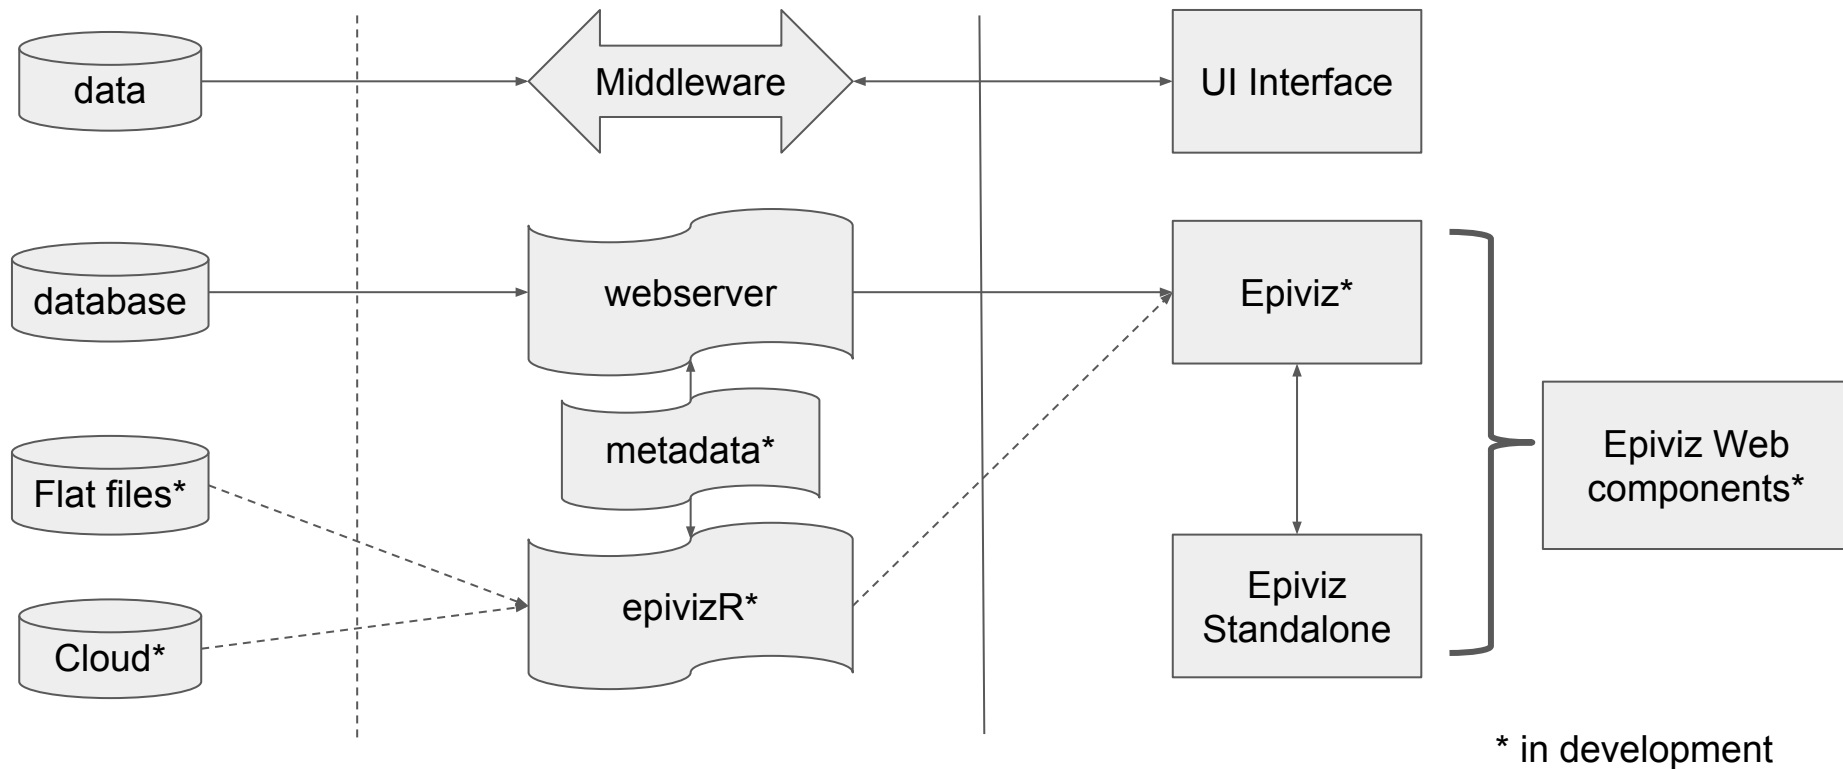 data
Middleware
UI Interface
database
webserver
Epiviz*
metadata*
Flat files*
Epiviz Web
components*
epivizR*
Epiviz
Standalone
Cloud*
* in development